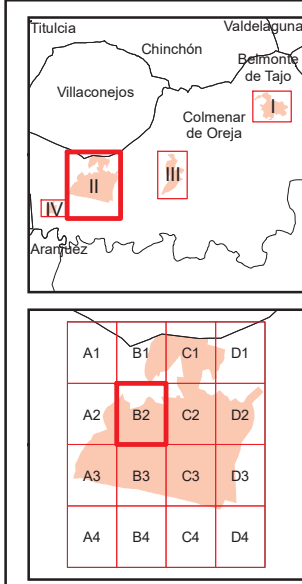 Titulcia
Valdelaguna
Chinchón
Belmonte
de Tajo
Villaconejos
I
Colmenar
de Oreja
II
III
IV
Aranjuez
A1 B1 C1 D1
A2 B2 C2 D2
A3 B3 C3 D3
A4 B4 C4 D4